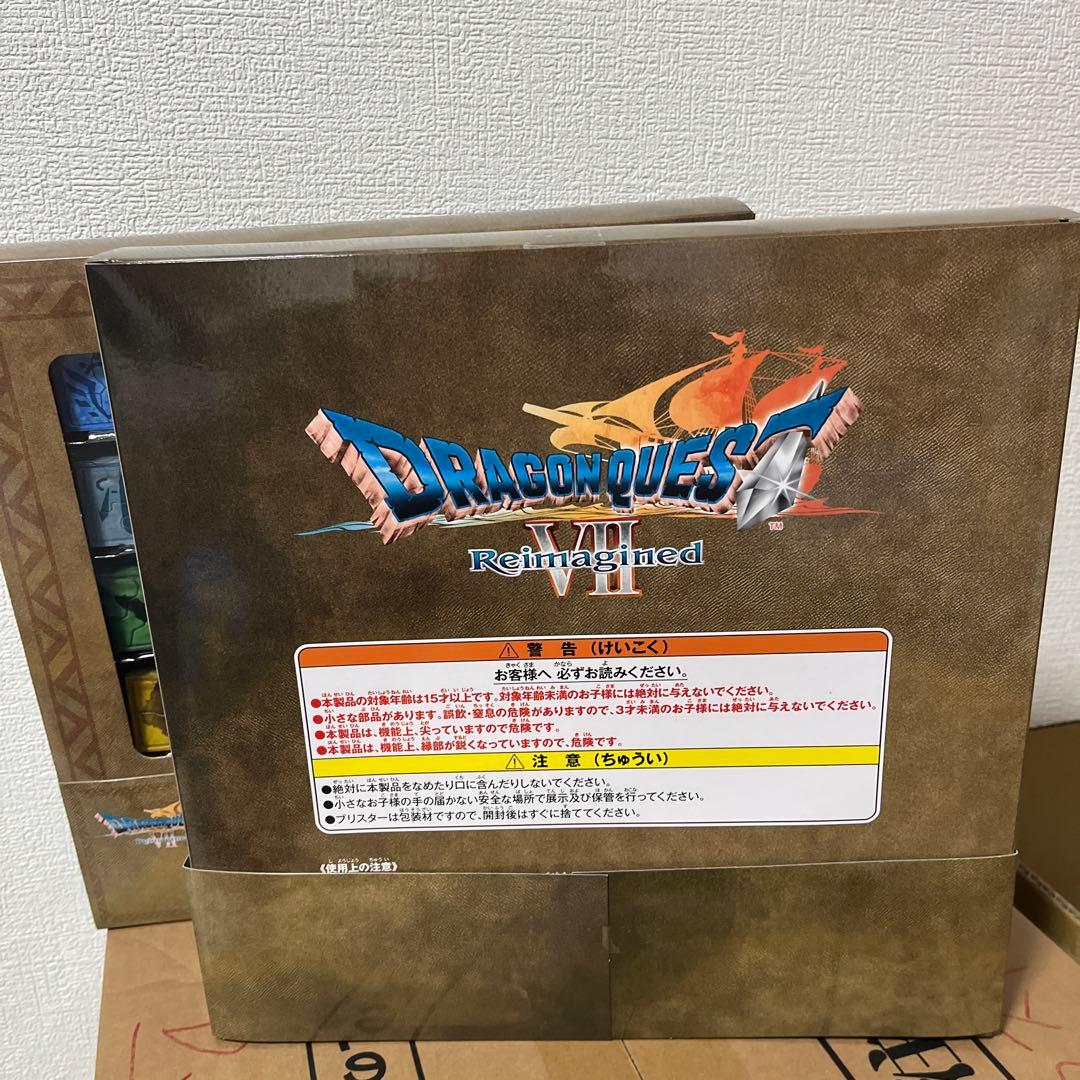 DRAGON QUEST
TM
VII
Reimagined
⚠ 警告（けいこく）
お客様へ 必ずお読みください。
●本製品の対象年齢は15才以上です。対象年齢未満のお子様には絶対に与えないでください。
●小さな部品があります。誤飲・窒息の危険がありますので、3才未満のお子様には絶対に与えないでください。
●本製品は、機能上、尖っていますので危険です。
●本製品は、機能上、縁部が鋭くなっていますので、危険です。
⚠ 注意（ちゅうい）
●絶対に本製品をなめたり口に含んだりしないでください。
●小さなお子様の手の届かない安全な場所で展示及び保管を行ってください。
●ブリスターは包装材ですので、開封後はすぐに捨ててください。
《使用上の注意》
DRAGON QU